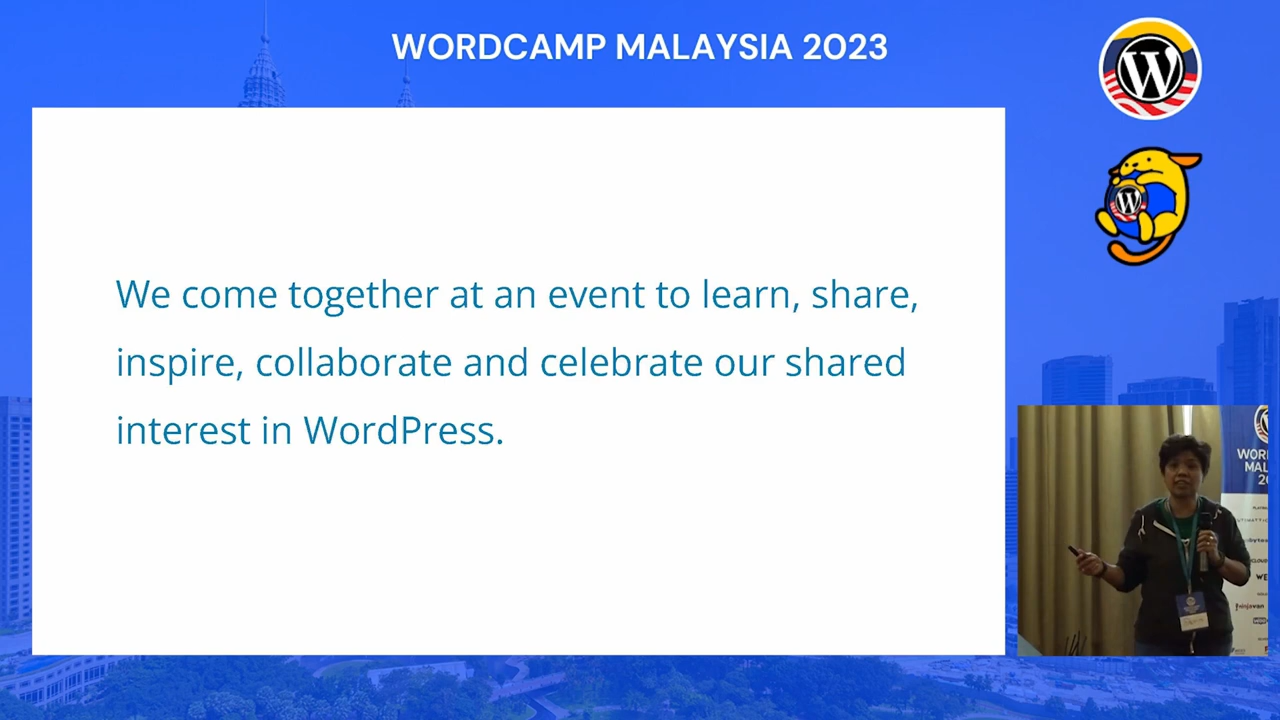 WORDCAMP MALAYSIA 2023
We come together at an event to learn, share,
inspire, collaborate and celebrate our shared
interest in WordPress.